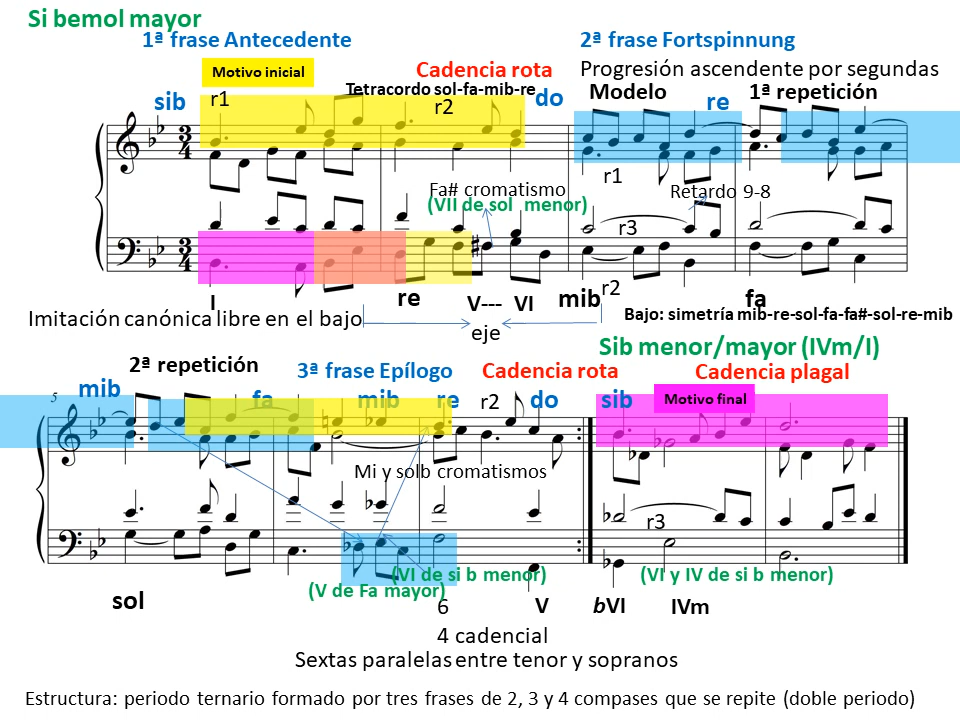 Si bemol mayor
1ª frase Antecedente
2ª frase Fortspinnung
Motivo inicial
Cadencia rota
Progresión ascendente por segundas
Tetracordo sol-fa-mib-re
sib
r1
r2
do
Modelo
re
1ª repetición
3
4
r1
Fa# cromatismo
Retardo 9-8
(VII de sol menor)
r3
3
4
r2
I
re
V---
VI
mib
fa
Imitación canónica libre en el bajo
eje
Bajo: simetría mib-re-sol-fa-fa#-sol-re-mib
Sib menor/mayor (IVm/I)
2ª repetición
3ª frase Epílogo
Cadencia rota
Cadencia plagal
5
mib
fa
mib
re
r2
do
sib
Motivo final
Mi y solb cromatismos
r3
(VI de si b menor)
(VI y IV de si b menor)
(V de Fa mayor)
sol
6
V
bVI
IVm
4 cadencial
Sextas paralelas entre tenor y sopranos
Estructura: periodo ternario formado por tres frases de 2, 3 y 4 compases que se repite (doble periodo)